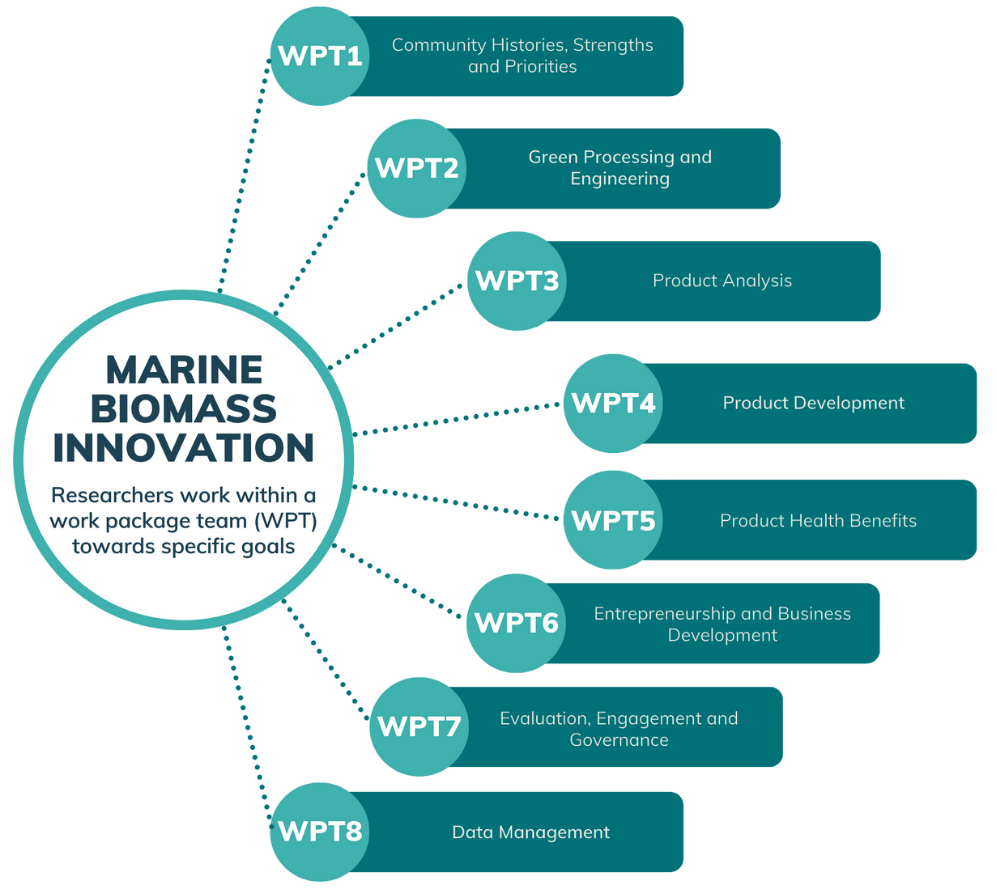 WPT1
Community Histories, Strengths
and Priorities
WPT2
Green Processing and
Engineering
WPT3
Product Analysis
MARINE
BIOMASS
INNOVATION
Researchers work within a
work package team (WPT)
towards specific goals
WPT4
Product Development
WPT5
Product Health Benefits
WPT6
Entrepreneurship and Business
Development
WPT7
Evaluation, Engagement and
Governance
WPT8
Data Management